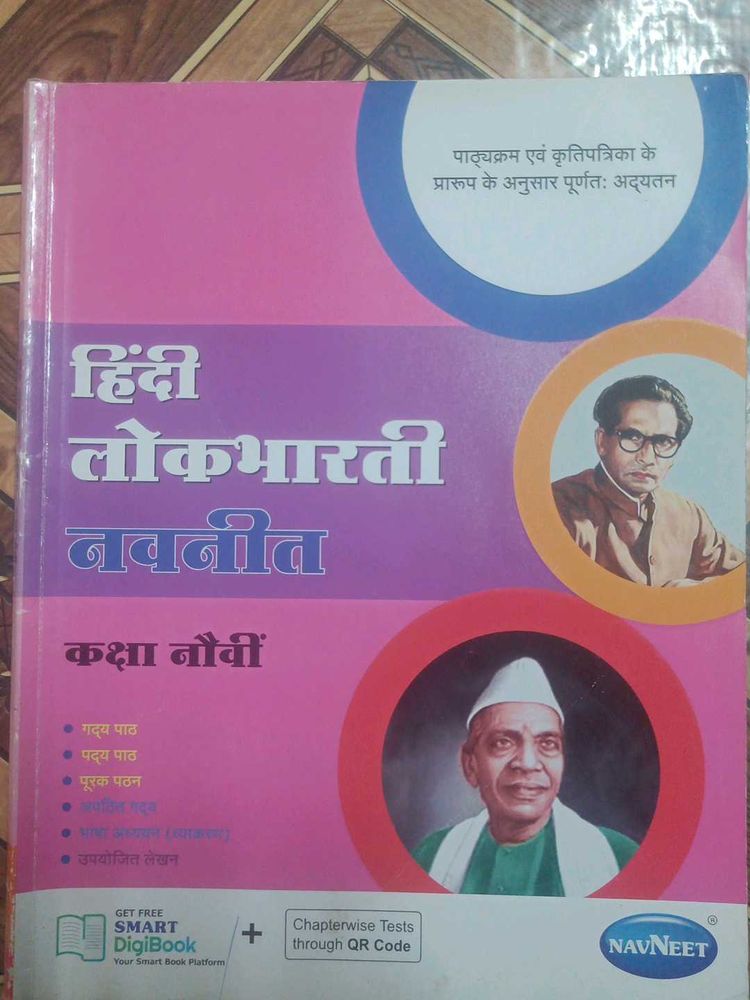 पाठ्यक्रम एवं कृतिपत्रिका के
प्रारूप के अनुसार पूर्णत: अद्‌यतन
हिंदी
लोकभारती
नवनीत
कक्षा नौवीं
• गद्‌य पाठ
• पद्‌य पाठ
• पूरक पठन
• अपठित गद्‌य
• भाषा अध्ययन (व्याकरण)
• उपयोजित लेखन
GET FREE
SMART
DigiBook
Your Smart Book Platform
+
Chapterwise Tests
through QR Code
NAVNEET
®